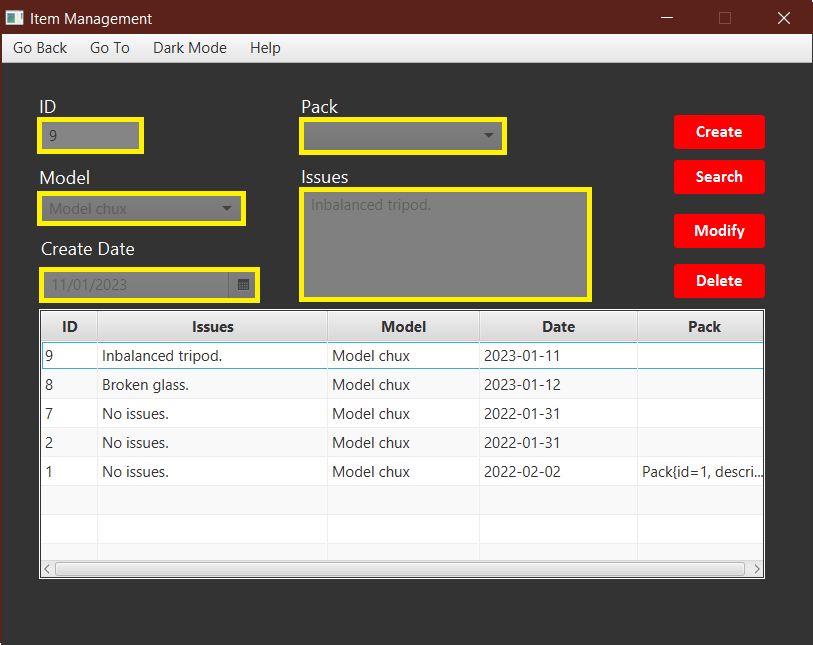 Item Management
Go Back Go To Dark Mode Help
ID Pack
9
Create
Model Issues
Search
Model chux Inbalanced tripod.
Modify
Create Date
11/01/2023
Delete
ID Issues Model Date Pack
9 Inbalanced tripod. Model chux 2023-01-11
8 Broken glass. Model chux 2023-01-12
7 No issues. Model chux 2022-01-31
2 No issues. Model chux 2022-01-31
1 No issues. Model chux 2022-02-02 Pack{id=1, descri...